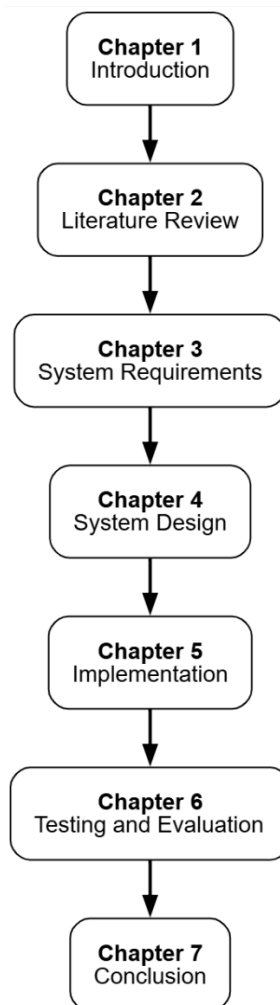 Chapter 1
Introduction
Chapter 2
Literature Review
Chapter 3
System Requirements
Chapter 4
System Design
Chapter 5
Implementation
Chapter 6
Testing and Evaluation
Chapter 7
Conclusion